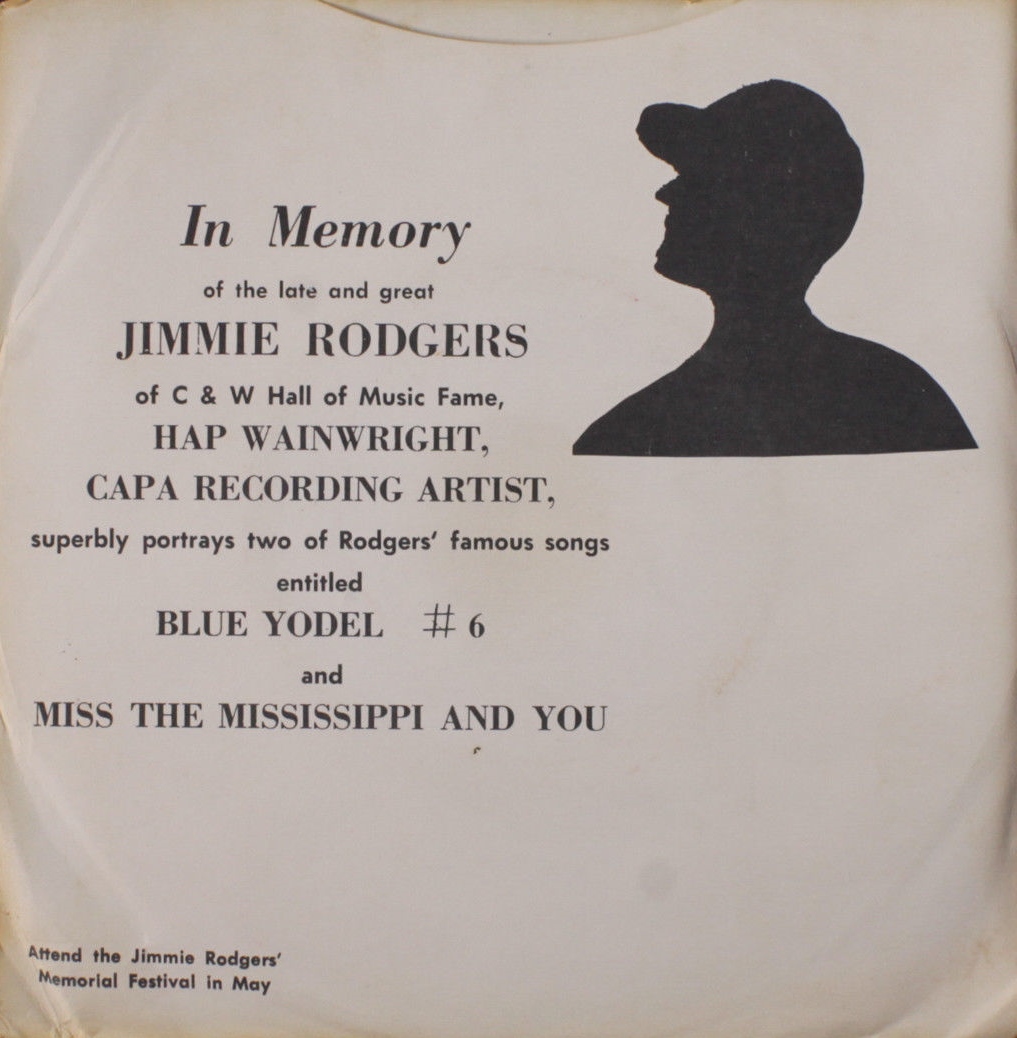 In Memory
of the late and great
JIMMIE RODGERS
of C & W Hall of Music Fame,
HAP WAINWRIGHT,
CAPA RECORDING ARTIST,
superbly portrays two of Rodgers' famous songs
entitled
BLUE YODEL # 6
and
MISS THE MISSISSIPPI AND YOU
Attend the Jimmie Rodgers'
Memorial Festival in May